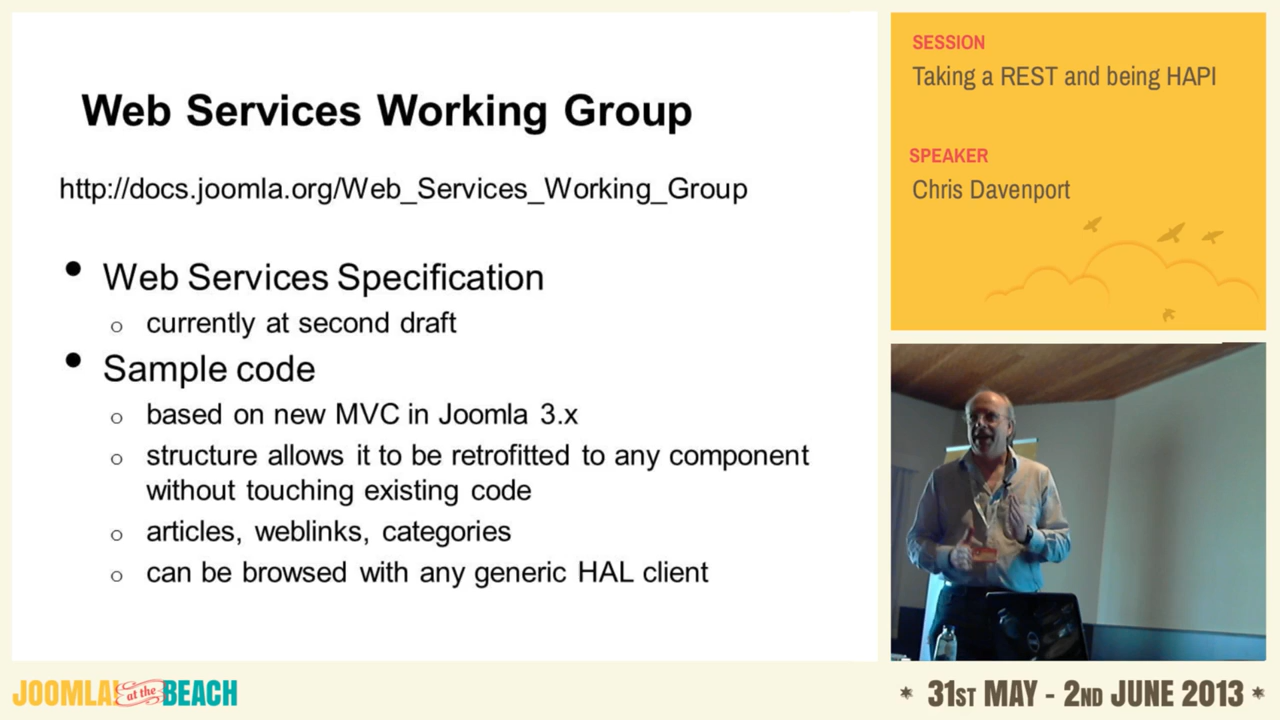 Web Services Working Group
http://docs.joomla.org/Web_Services_Working_Group
• Web Services Specification
o currently at second draft
• Sample code
o based on new MVC in Joomla 3.x
o structure allows it to be retrofitted to any component
without touching existing code
o articles, weblinks, categories
o can be browsed with any generic HAL client
SESSION
Taking a REST and being HAPI
SPEAKER
Chris Davenport
JOOMLA! at the BEACH
* 31ST MAY - 2ND JUNE 2013 *